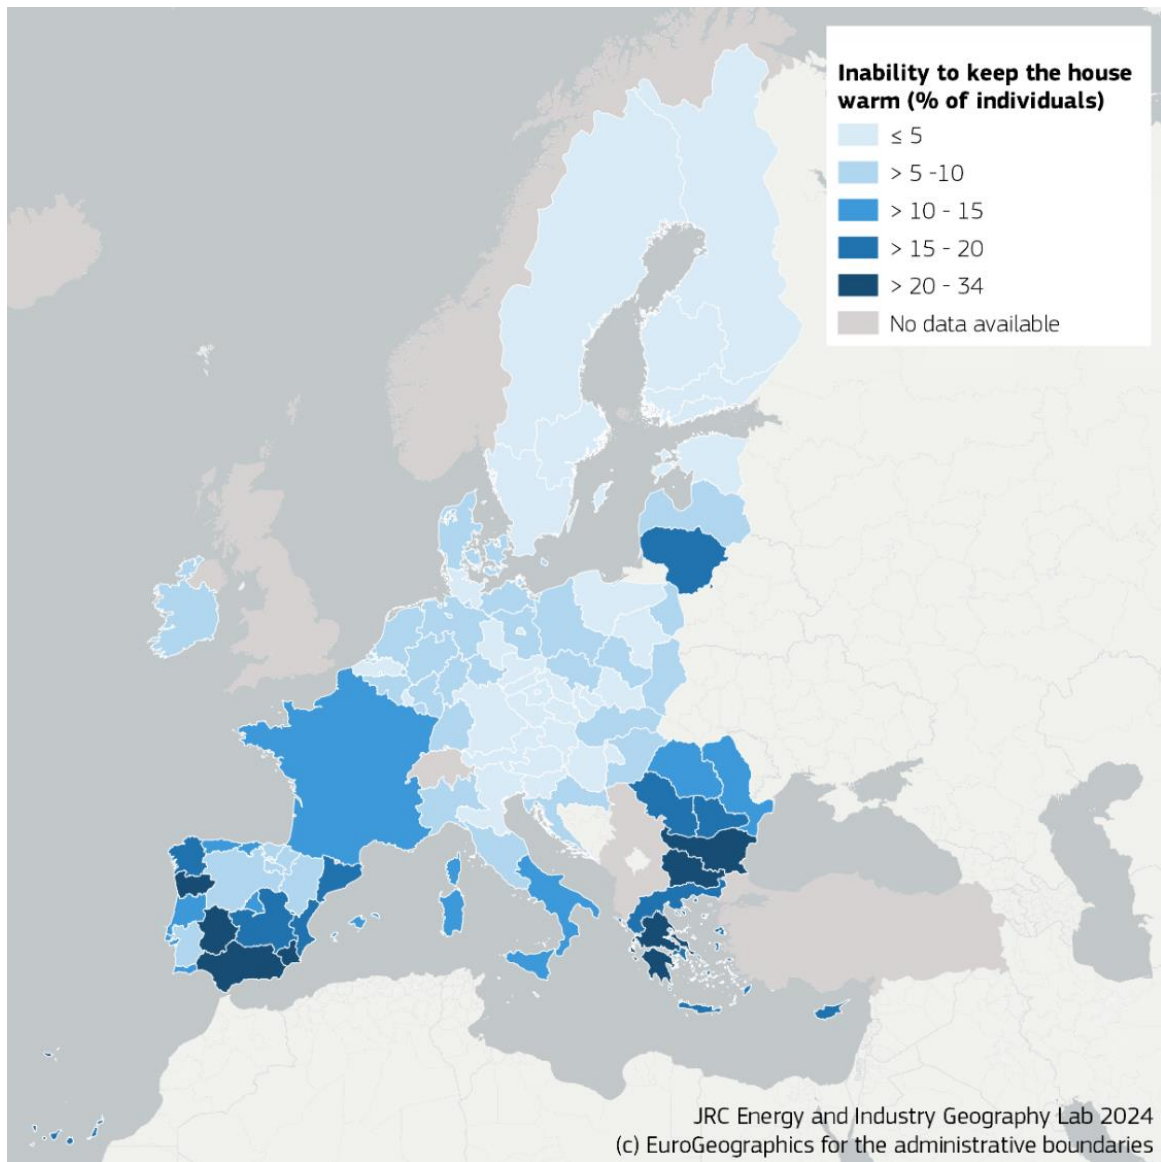 Inability to keep the house
warm (% of individuals)
≤ 5
> 5 -10
> 10 - 15
> 15 - 20
> 20 - 34
No data available
JRC Energy and Industry Geography Lab 2024
(c) EuroGeographics for the administrative boundaries